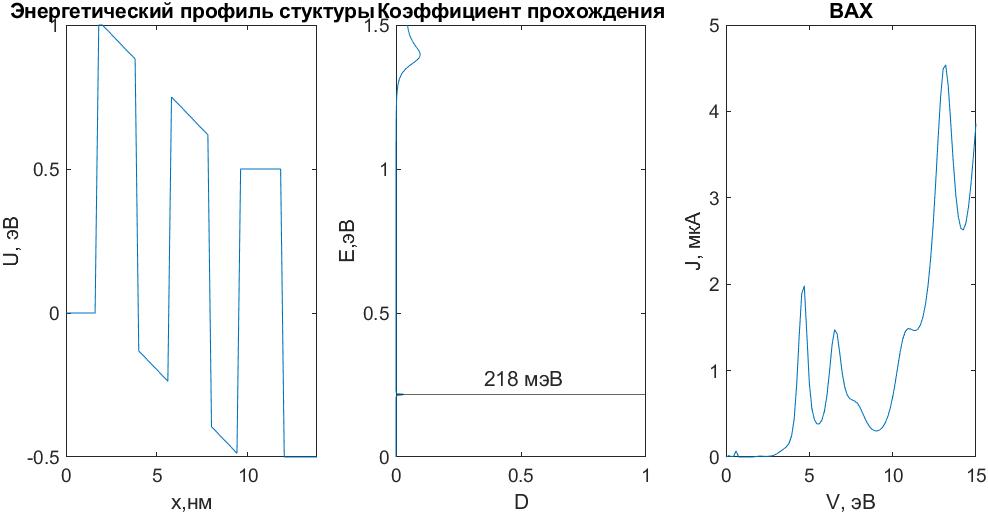 Энергетический профиль стуктуры
U, эВ
1
0.5
0
-0.5
0
5
10
x,нм
Коэффициент прохождения
E,эВ
1.5
1
0.5
0
218 мэВ
0
0.5
1
D
ВАХ
J, мкА
5
4
3
2
1
0
0
5
10
15
V, эВ